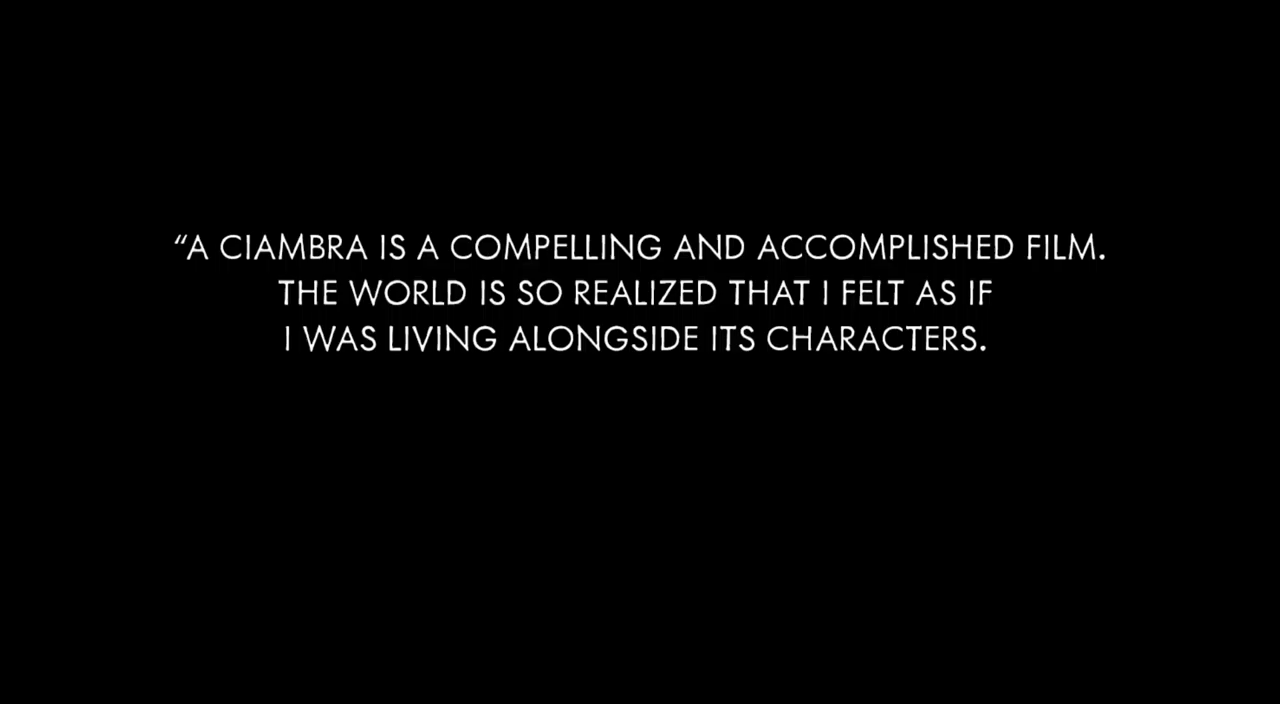 “A CIAMBRA IS A COMPELLING AND ACCOMPLISHED FILM.
THE WORLD IS SO REALIZED THAT I FELT AS IF
I WAS LIVING ALONGSIDE ITS CHARACTERS.